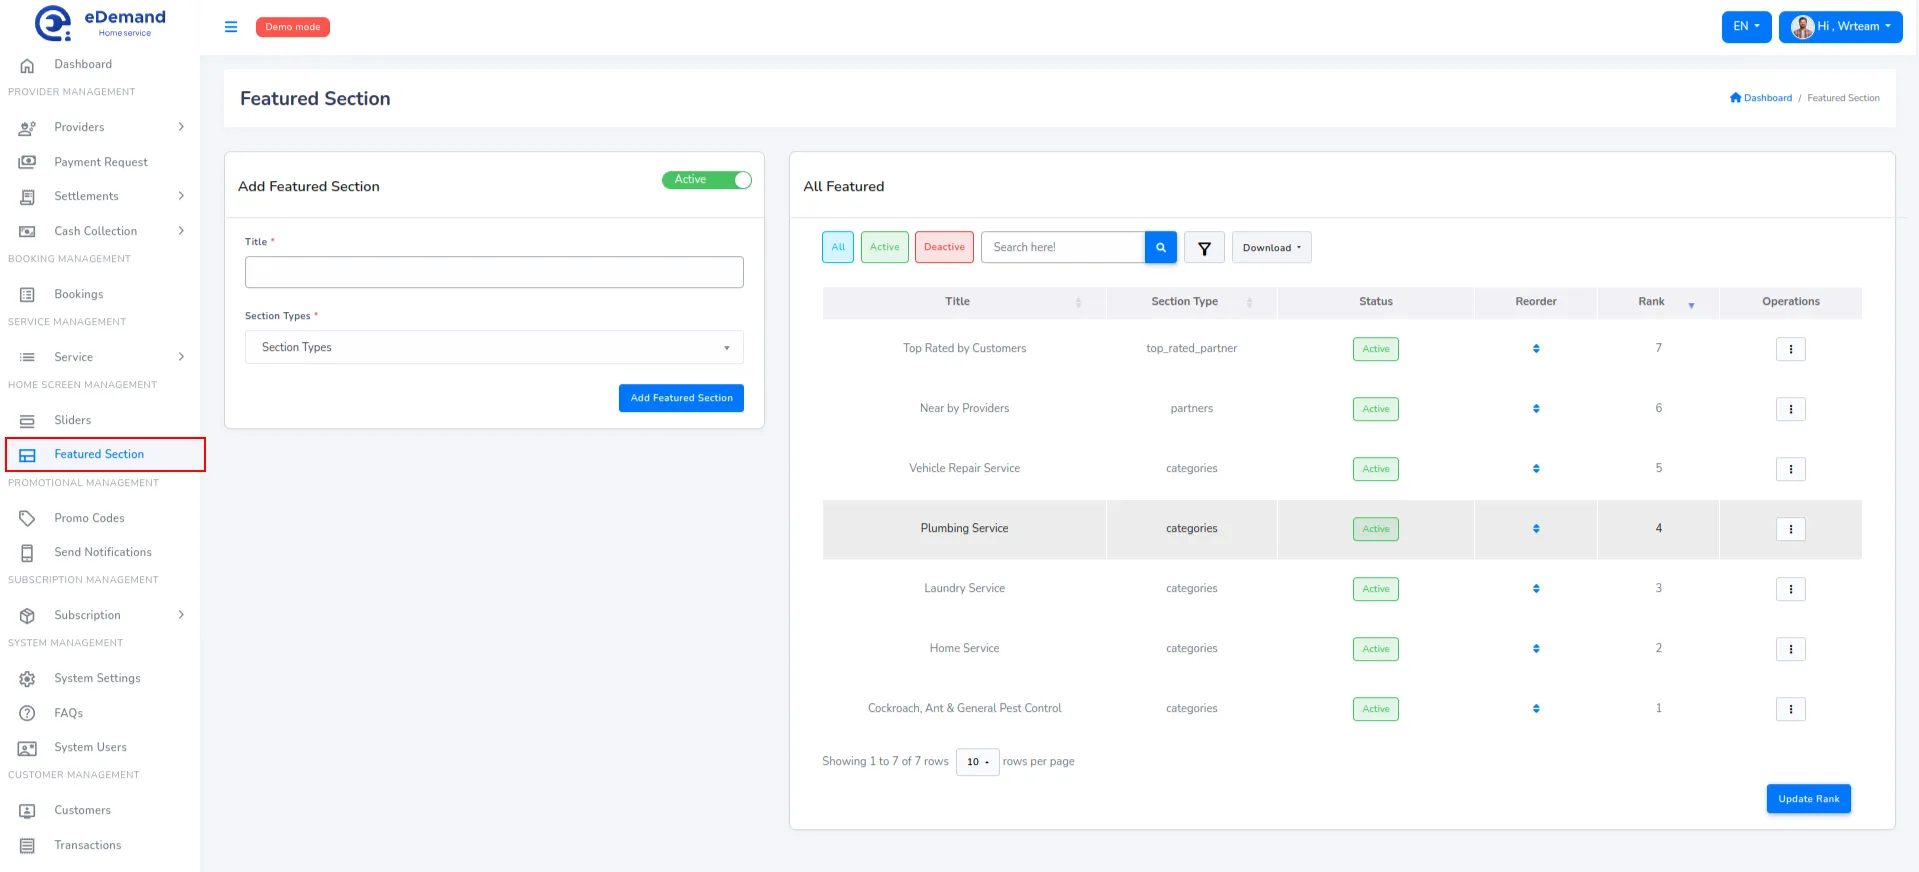 eDemand
Home service
Dashboard
PROVIDER MANAGEMENT
Providers
Payment Request
Settlements
Cash Collection
BOOKING MANAGEMENT
Bookings
SERVICE MANAGEMENT
Service
HOME SCREEN MANAGEMENT
Sliders
Featured Section
PROMOTIONAL MANAGEMENT
Promo Codes
Send Notifications
SUBSCRIPTION MANAGEMENT
Subscription
SYSTEM MANAGEMENT
System Settings
FAQs
System Users
CUSTOMER MANAGEMENT
Customers
Transactions
Demo mode
EN
Hi , Wrteam
Featured Section
Dashboard / Featured Section
Add Featured Section
Active
Title *
Section Types *
Section Types
Add Featured Section
All Featured
All Active Deactive Search here! Download
Title Section Type Status Reorder Rank Operations
Top Rated by Customers top_rated_partner Active 7
Near by Providers partners Active 6
Vehicle Repair Service categories Active 5
Plumbing Service categories Active 4
Laundry Service categories Active 3
Home Service categories Active 2
Cockroach, Ant & General Pest Control categories Active 1
Showing 1 to 7 of 7 rows 10 rows per page
Update Rank